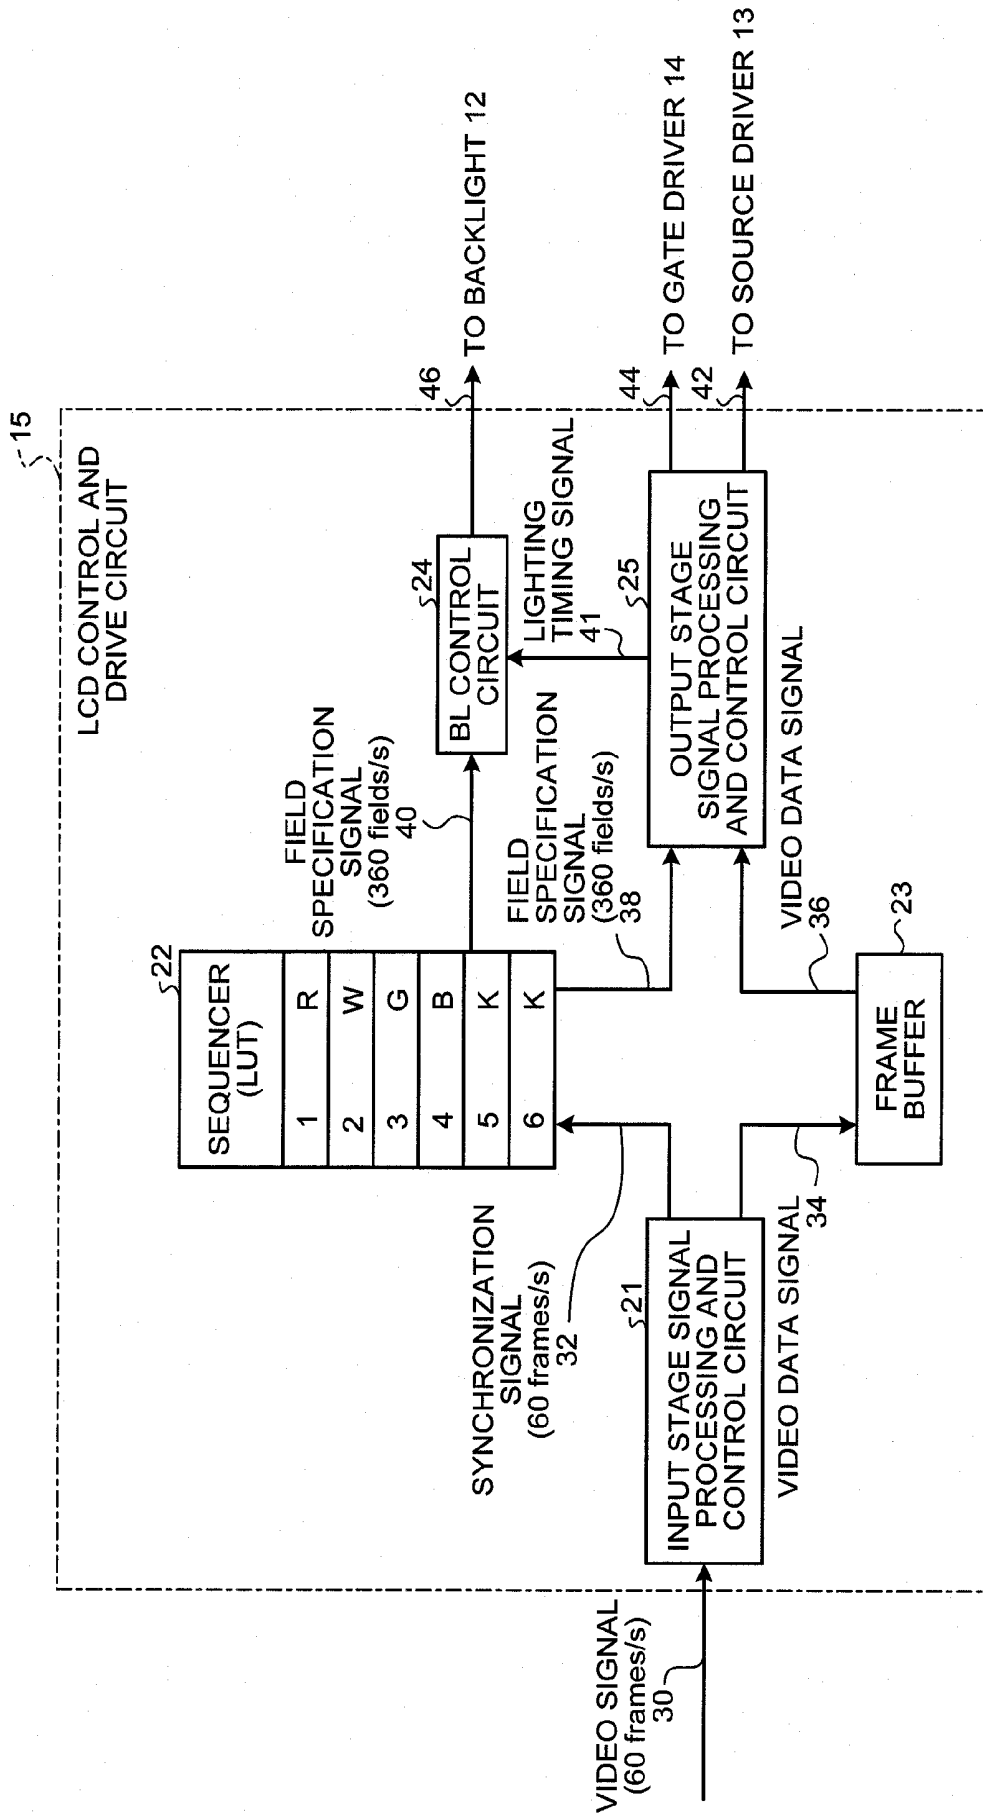 15
LCD CONTROL AND
DRIVE CIRCUIT
22
SEQUENCER
(LUT)
1 R
2 W
3 G
4 B
5 K
6 K
FIELD
SPECIFICATION
SIGNAL
(360 fields/s)
40
24
BL CONTROL
CIRCUIT
46
TO BACKLIGHT 12
SYNCHRONIZATION
SIGNAL
(60 frames/s)
32
FIELD
SPECIFICATION
SIGNAL
(360 fields/s)
38
LIGHTING
TIMING SIGNAL
41
VIDEO SIGNAL
(60 frames/s)
30
21
INPUT STAGE SIGNAL
PROCESSING AND
CONTROL CIRCUIT
25
OUTPUT STAGE
SIGNAL PROCESSING
AND CONTROL CIRCUIT
44
TO GATE DRIVER 14
42
TO SOURCE DRIVER 13
VIDEO DATA SIGNAL
34
VIDEO DATA SIGNAL
36
23
FRAME
BUFFER